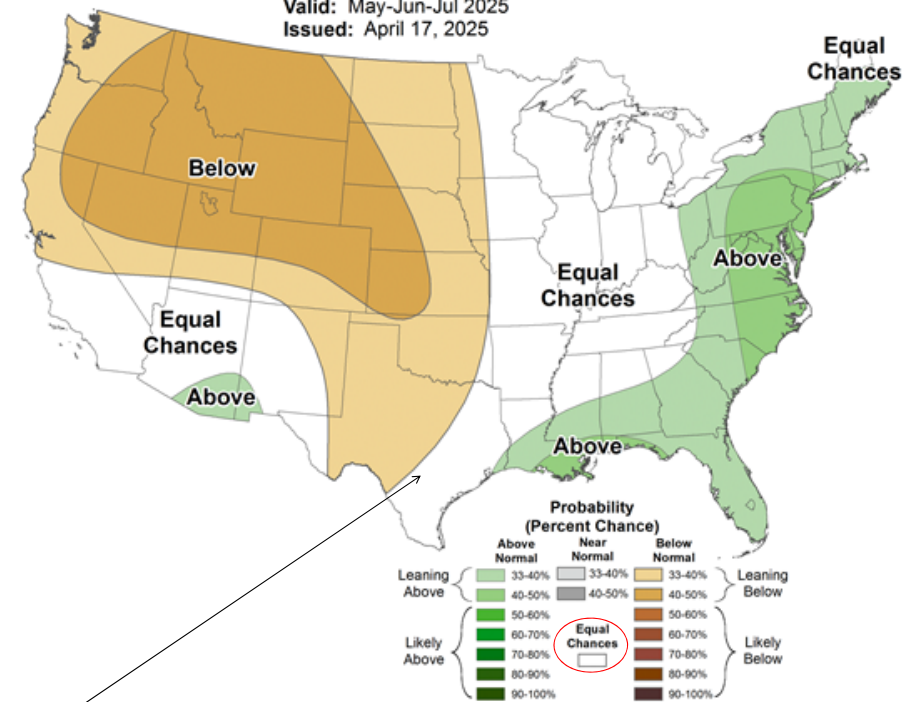 Valid: May-Jun-Jul 2025
Issued: April 17, 2025
Equal
Chances
Below
Above
Equal
Chances
Equal
Chances
Above
Above
Probability
(Percent Chance)
Above
Normal
Near
Normal
Below
Normal
Leaning
Above
33-40%
40-50%
33-40%
40-50%
33-40%
40-50%
Leaning
Below
Likely
Above
50-60%
60-70%
70-80%
80-90%
90-100%
Equal
Chances
50-60%
60-70%
70-80%
80-90%
90-100%
Likely
Below